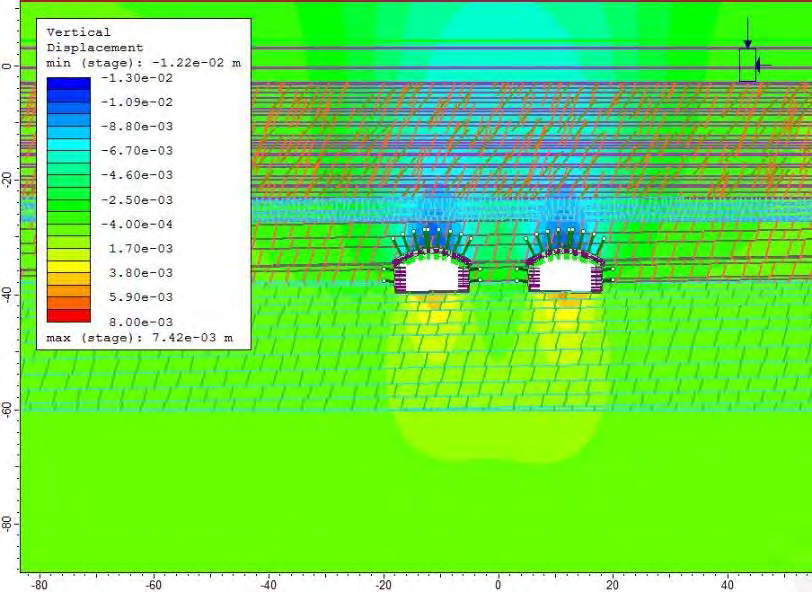 Vertical
Displacement
min (stage): -1.22e-02 m
-1.30e-02
-1.09e-02
-8.80e-03
-6.70e-03
-4.60e-03
-2.50e-03
-4.00e-04
1.70e-03
3.80e-03
5.90e-03
8.00e-03
max (stage): 7.42e-03 m
0
-20
-40
-60
-80
-80 -60 -40 -20 0 20 40